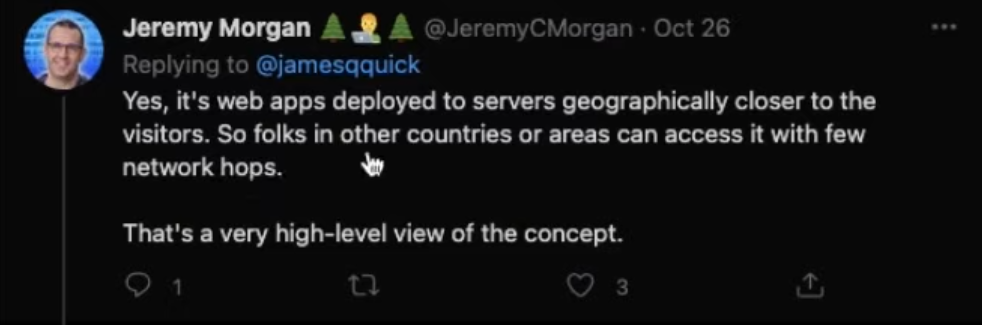 Jeremy Morgan 🌲👨‍💻🌲 @JeremyCMorgan · Oct 26
Replying to @jamesqquick
Yes, it's web apps deployed to servers geographically closer to the
visitors. So folks in other countries or areas can access it with few
network hops.
That's a very high-level view of the concept.
1 3